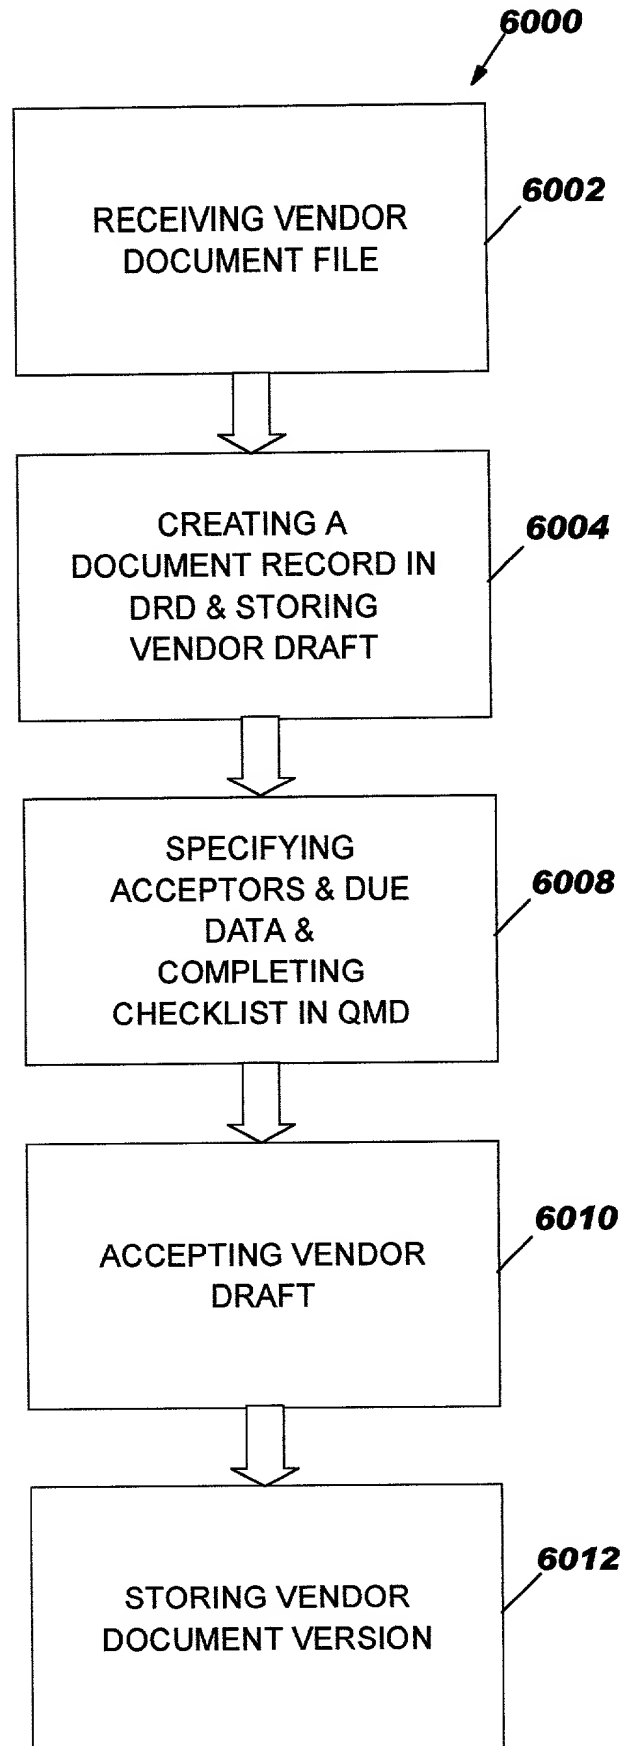 6000
RECEIVING VENDOR
DOCUMENT FILE
6002
CREATING A
DOCUMENT RECORD IN
DRD & STORING
VENDOR DRAFT
6004
SPECIFYING
ACCEPTORS & DUE
DATA &
COMPLETING
CHECKLIST IN QMD
6008
ACCEPTING VENDOR
DRAFT
6010
STORING VENDOR
DOCUMENT VERSION
6012